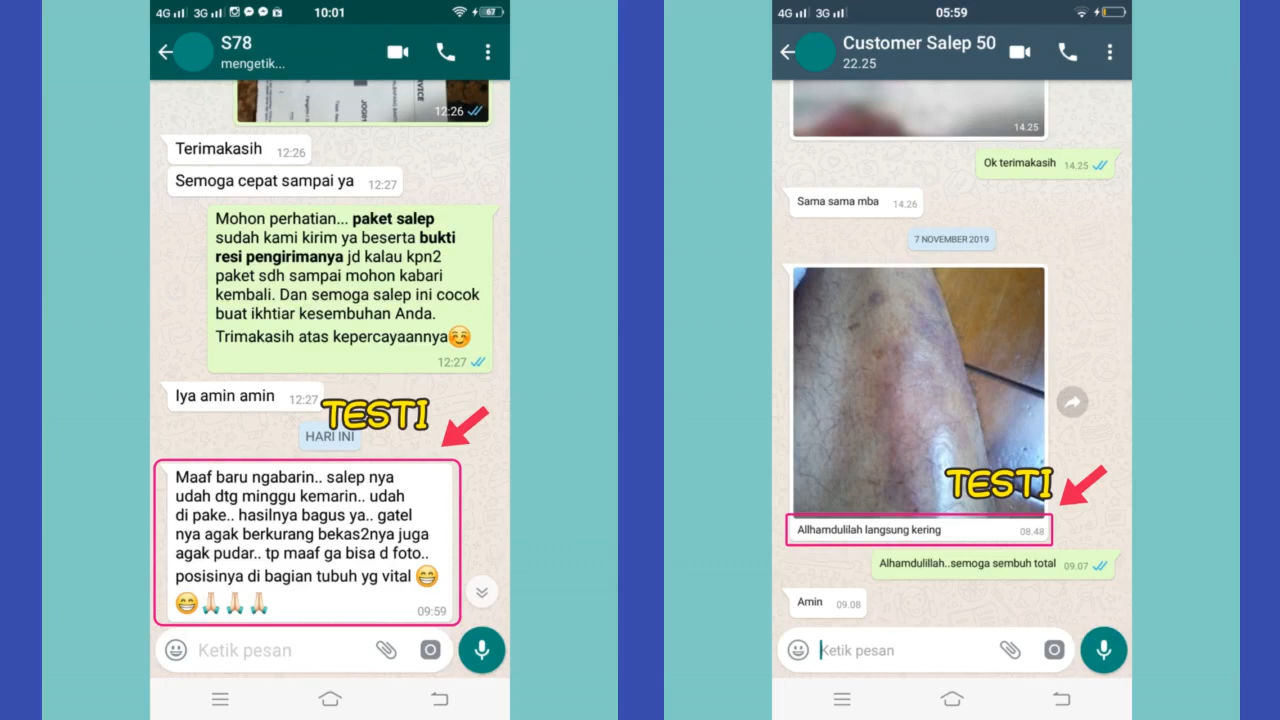 4G 3G 10:01 67
S78
mengetik...
VICE
JOG01
12:26
Terimakasih 12:26
Semoga cepat sampai ya 12:27
Mohon perhatian... paket salep
sudah kami kirim ya beserta bukti
resi pengirimanya jd kalau kpn2
paket sdh sampai mohon kabari
kembali. Dan semoga salep ini cocok
buat ikhtiar kesembuhan Anda.
Trimakasih atas kepercayaannya☺️
12:27
Iya amin amin 12:27
TESTI
HARI INI
Maaf baru ngabarin.. salep nya
udah dtg minggu kemarin.. udah
di pake.. hasilnya bagus ya.. gatel
nya agak berkurang bekas2nya juga
agak pudar.. tp maaf ga bisa d foto..
posisinya di bagian tubuh yg vital 😁
😁🙏🙏🙏 09:59
Ketik pesan
4G 3G 05:59
Customer Salep 50
22.25
14.25
Ok terimakasih 14.25
Sama sama mba 14.26
7 NOVEMBER 2019
TESTI
Allhamdulilah langsung kering 08.48
Alhamdulillah..semoga sembuh total 09.07
Amin 09.08
Ketik pesan